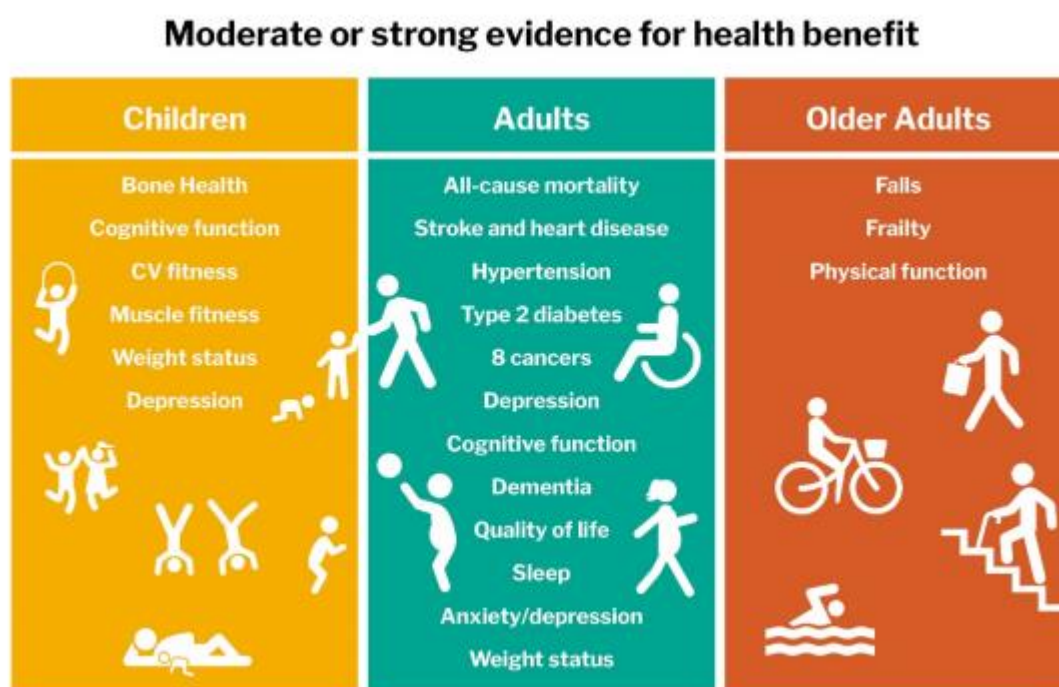 Moderate or strong evidence for health benefit
Children
Bone Health
Cognitive function
CV fitness
Muscle fitness
Weight status
Depression
Adults
All-cause mortality
Stroke and heart disease
Hypertension
Type 2 diabetes
8 cancers
Depression
Cognitive function
Dementia
Quality of life
Sleep
Anxiety/depression
Weight status
Older Adults
Falls
Frailty
Physical function